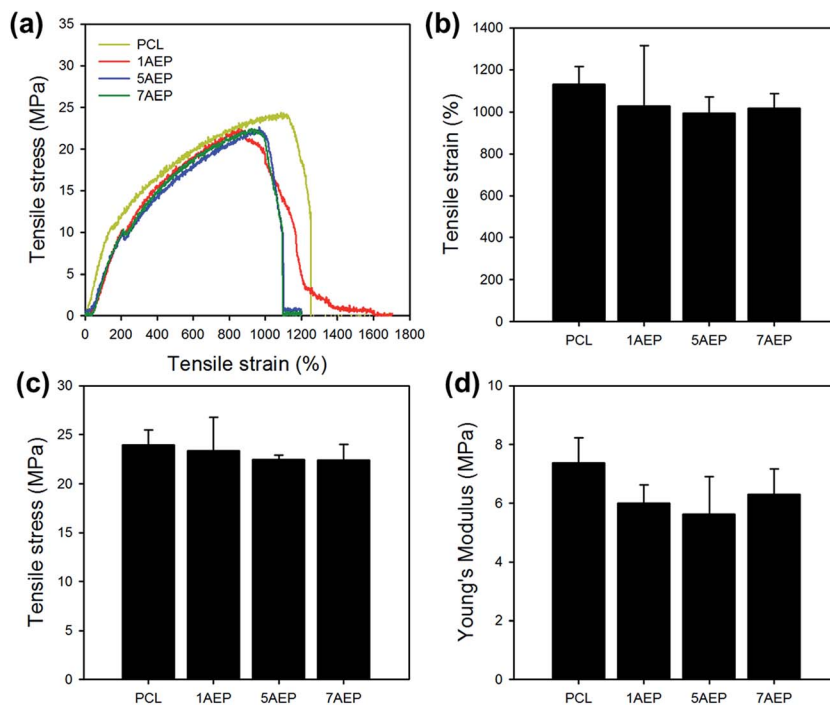 (a)
35
30
25
20
15
10
5
0
Tensile stress (MPa)
PCL
1AEP
5AEP
7AEP
0 200 400 600 800 1000 1200 1400 1600 1800
Tensile strain (%)
(b)
1400
1200
1000
800
600
400
200
0
Tensile strain (%)
PCL 1AEP 5AEP 7AEP
(c)
30
25
20
15
10
5
0
Tensile stress (MPa)
PCL 1AEP 5AEP 7AEP
(d)
10
8
6
4
2
0
Young's Modulus (MPa)
PCL 1AEP 5AEP 7AEP